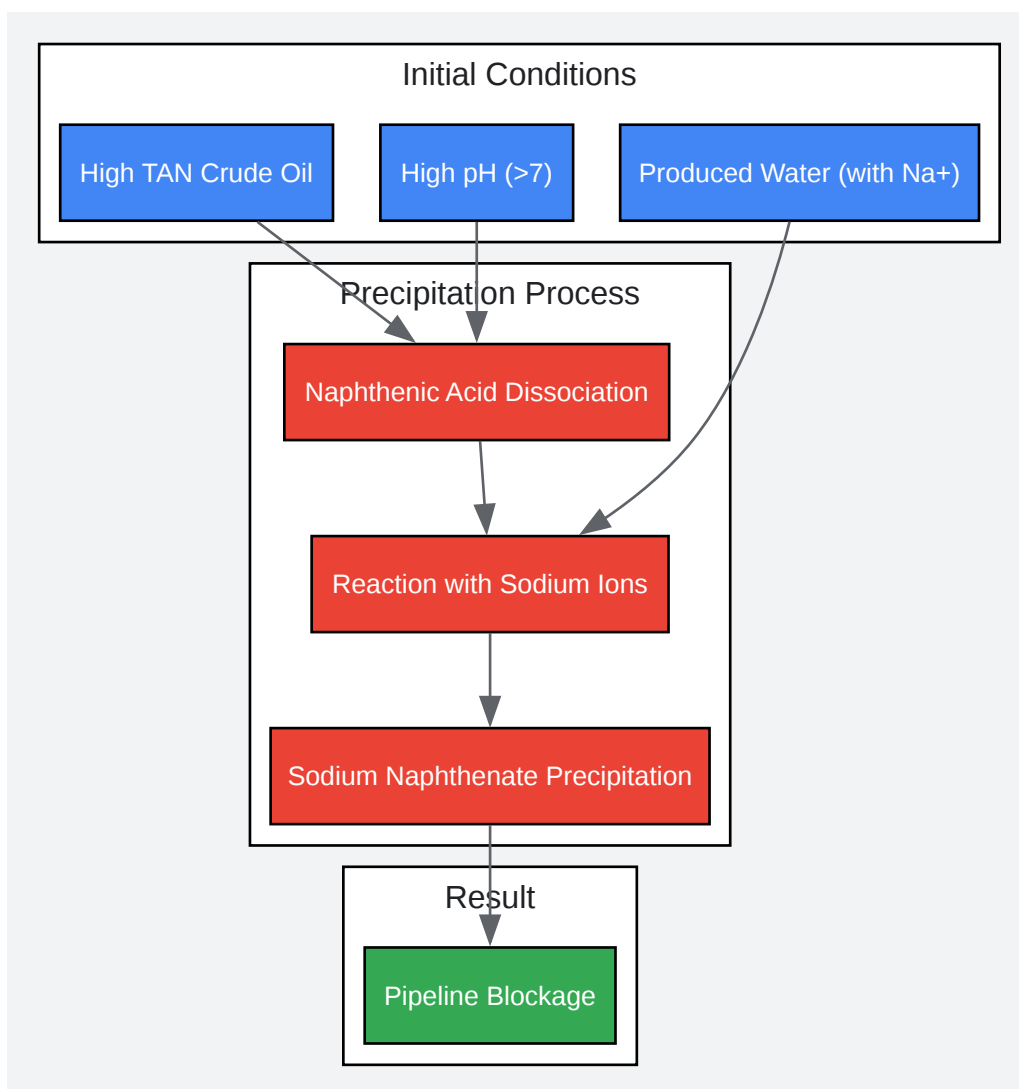 Initial Conditions
High TAN Crude Oil
High pH (>7)
Produced Water (with Na+)
Precipitation Process
Naphthenic Acid Dissociation
Reaction with Sodium Ions
Sodium Naphthenate Precipitation
Result
Pipeline Blockage